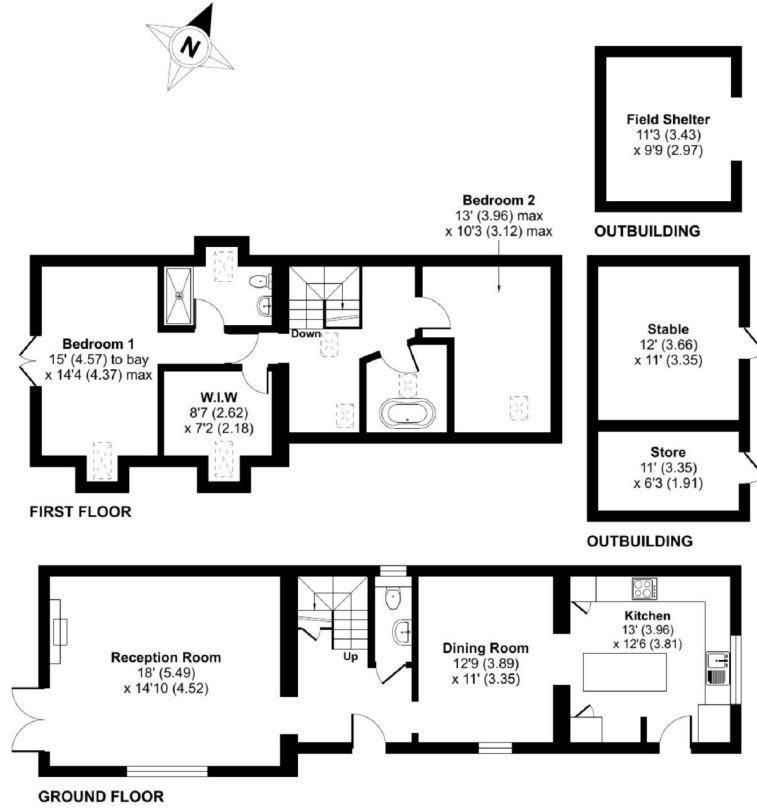 N
Field Shelter
11'3 (3.43)
x 9'9 (2.97)
OUTBUILDING
Bedroom 2
13' (3.96) max
x 10'3 (3.12) max
Bedroom 1
15' (4.57) to bay
x 14'4 (4.37) max
Down
W.I.W
8'7 (2.62)
x 7'2 (2.18)
FIRST FLOOR
Stable
12' (3.66)
x 11' (3.35)
Store
11' (3.35)
x 6'3 (1.91)
OUTBUILDING
Reception Room
18' (5.49)
x 14'10 (4.52)
Up
Dining Room
12'9 (3.89)
x 11' (3.35)
Kitchen
13' (3.96)
x 12'6 (3.81)
GROUND FLOOR